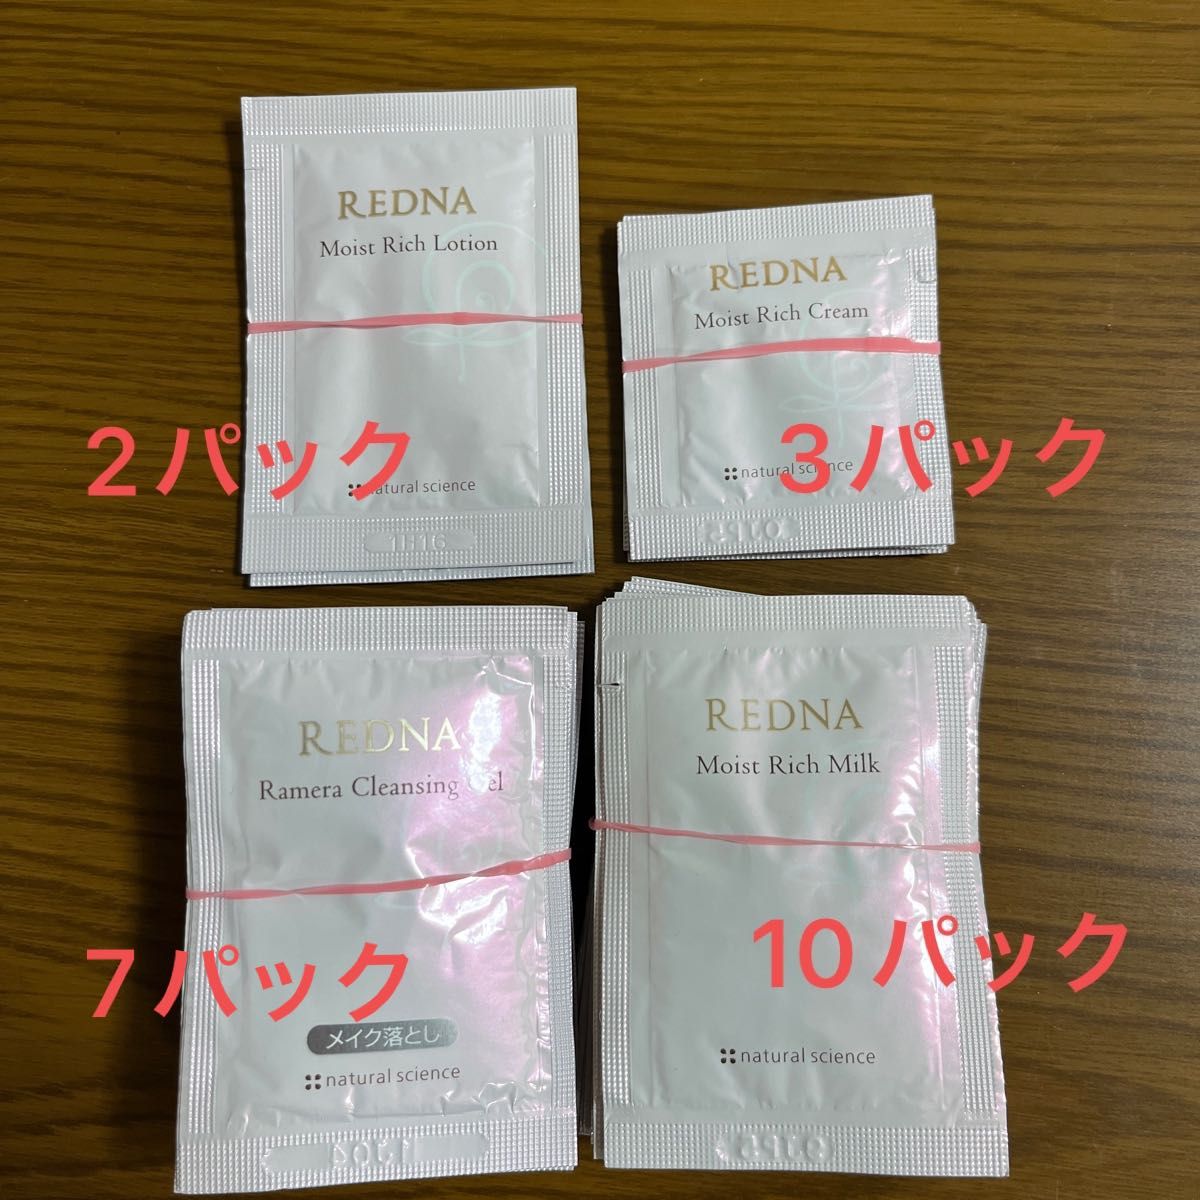 REDNA
Moist Rich Lotion
2パック
natural science
1H16
REDNA
Moist Rich Cream
3パック
natural science
REDNA
Ramera Cleansing Gel
7パック
メイク落とし
natural science
REDNA
Moist Rich Milk
10パック
natural science